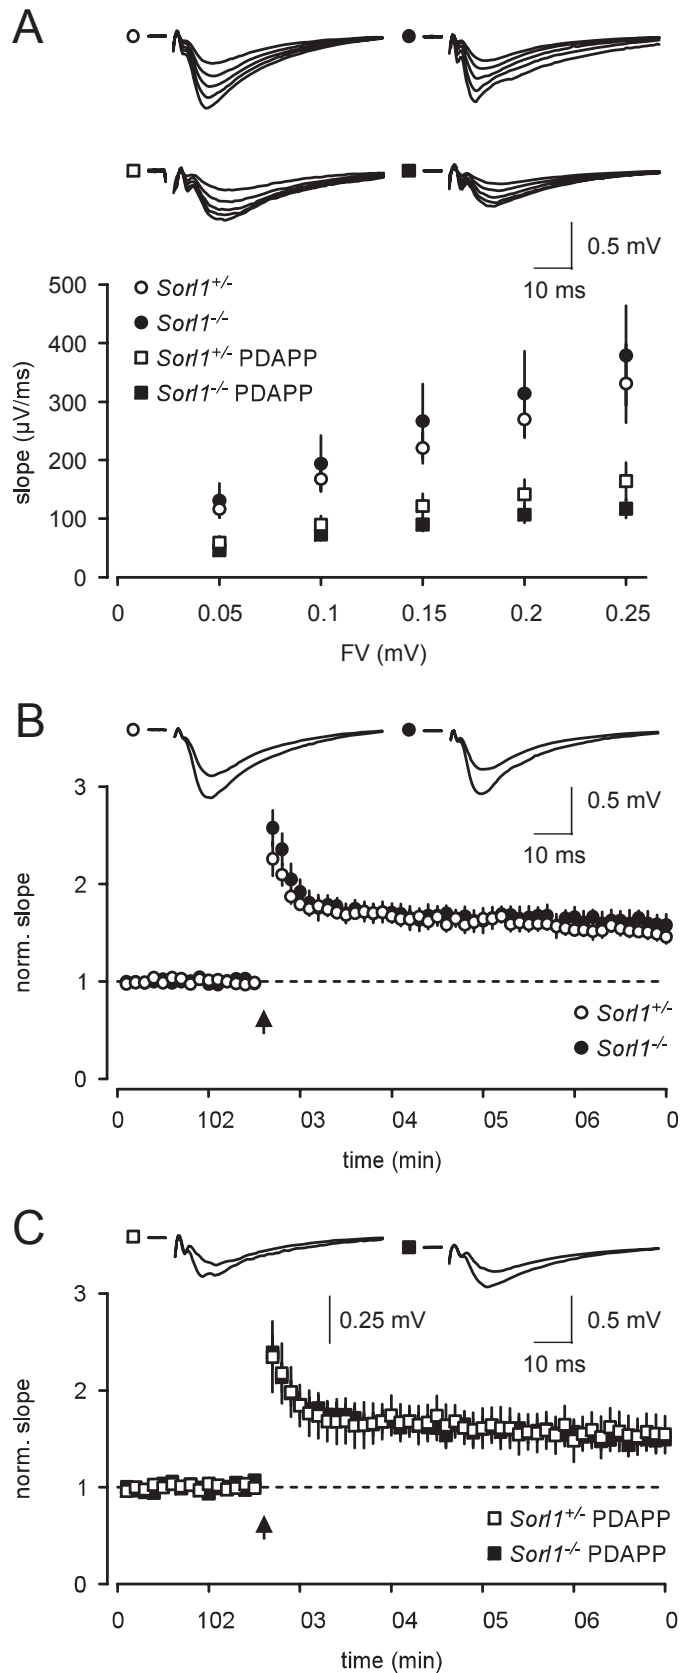 A
0.5 mV
10 ms
500
400
300
200
100
0
slope (µV/ms)
Sorl1+/-
Sorl1-/-
Sorl1+/- PDAPP
Sorl1-/- PDAPP
0 0.05 0.1 0.15 0.2 0.25
FV (mV)
B
0.5 mV
10 ms
3
2
1
0
norm. slope
Sorl1+/-
Sorl1-/-
0 102 03 04 05 06 0
time (min)
C
0.25 mV
0.5 mV
10 ms
3
2
1
0
norm. slope
Sorl1+/- PDAPP
Sorl1-/- PDAPP
0 102 03 04 05 06 0
time (min)